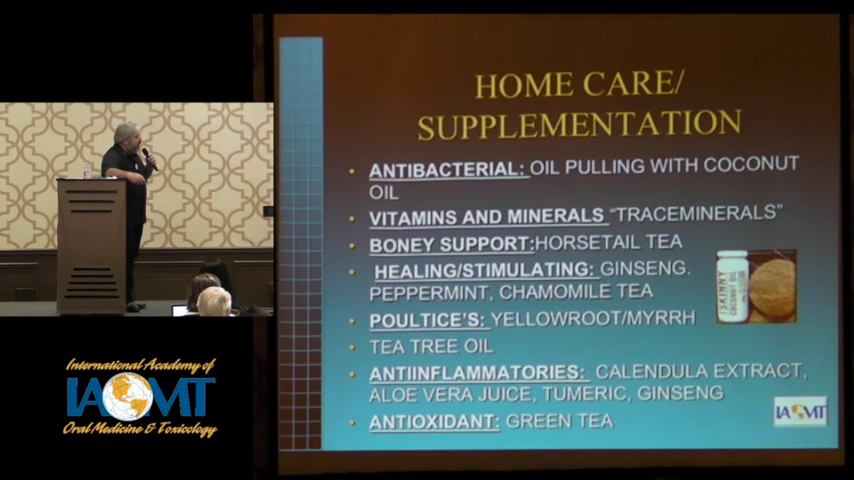 HOME CARE/
SUPPLEMENTATION
ANTIBACTERIAL: OIL PULLING WITH COCONUT
OIL
VITAMINS AND MINERALS "TRACEMINERALS"
BONEY SUPPORT:HORSETAIL TEA
HEALING/STIMULATING: GINSENG.
PEPPERMINT, CHAMOMILE TEA
POULTICE'S: YELLOWROOT/MYRRH
TEA TREE OIL
ANTIINFLAMMATORIES: CALENDULA EXTRACT,
ALOE VERA JUICE, TUMERIC, GINSENG
ANTIOXIDANT: GREEN TEA
SKINNY
COCONUT OIL
IAOMT
International Academy of
IAOMT
Oral Medicine & Toxicology